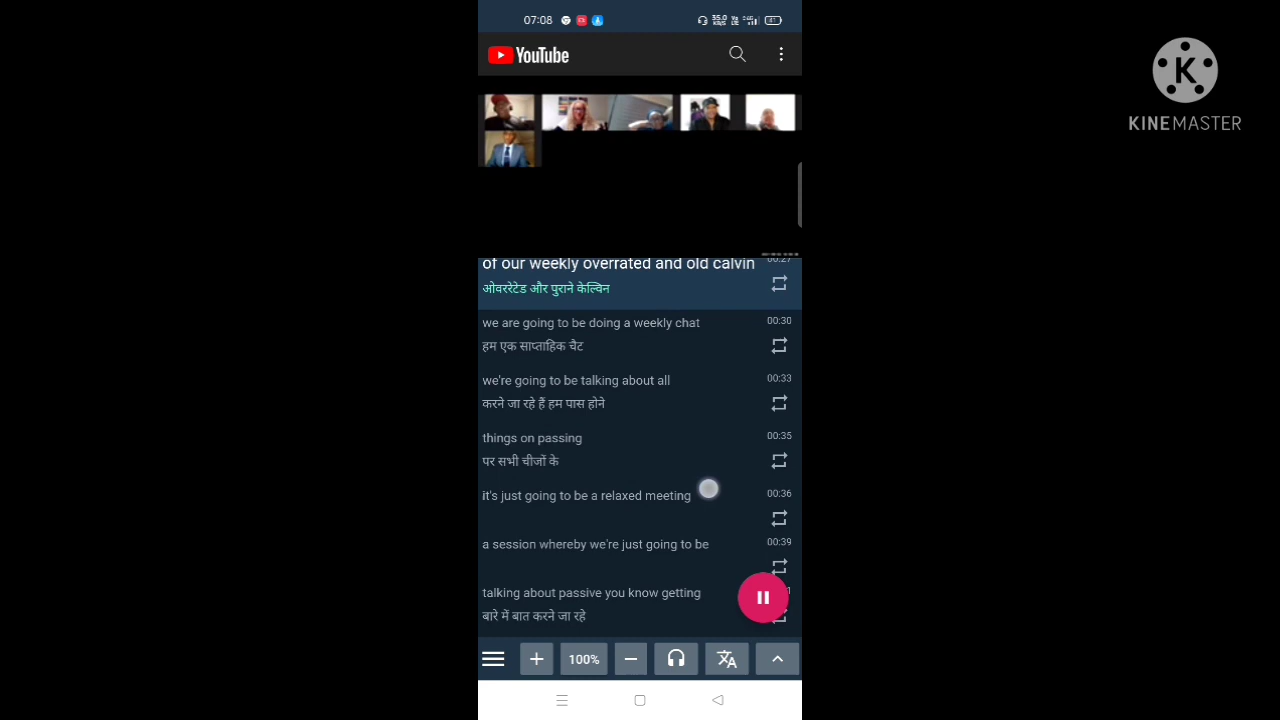 07:08
YouTube
KINEMASTER
of our weekly overrated and old calvin
00:27
ओवररेटेड और पुराने केल्विन
we are going to be doing a weekly chat
00:30
हम एक साप्ताहिक चैट
we're going to be talking about all
00:33
करने जा रहे हैं हम पास होने
things on passing
00:35
पर सभी चीजों के
it's just going to be a relaxed meeting
00:36
a session whereby we're just going to be
00:39
talking about passive you know getting
बारे में बात करने जा रहे
100%